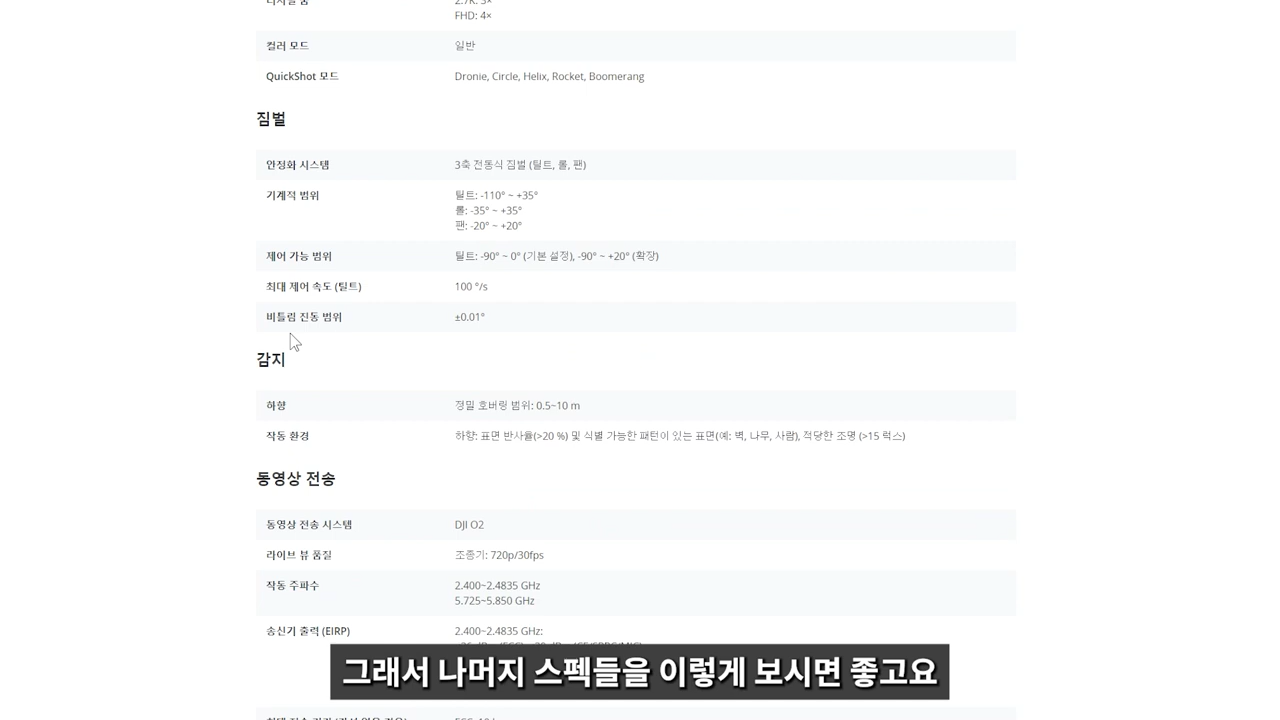 FHD: 4×
컬러 모드 일반
QuickShot 모드 Dronie, Circle, Helix, Rocket, Boomerang
짐벌
안정화 시스템 3축 전동식 짐벌 (틸트, 롤, 팬)
기계적 범위 틸트: -110° ~ +35°
롤: -35° ~ +35°
팬: -20° ~ +20°
제어 가능 범위 틸트: -90° ~ 0° (기본 설정), -90° ~ +20° (확장)
최대 제어 속도 (틸트) 100 °/s
비틀림 진동 범위 ±0.01°
감지
하향 정밀 호버링 범위: 0.5~10 m
작동 환경 하향: 표면 반사율(>20 %) 및 식별 가능한 패턴이 있는 표면(예: 벽, 나무, 사람), 적당한 조명 (>15 럭스)
동영상 전송
동영상 전송 시스템 DJI O2
라이브 뷰 품질 조종기: 720p/30fps
작동 주파수 2.400~2.4835 GHz
5.725~5.850 GHz
송신기 출력 (EIRP) 2.400~2.4835 GHz:
그래서 나머지 스펙들을 이렇게 보시면 좋고요